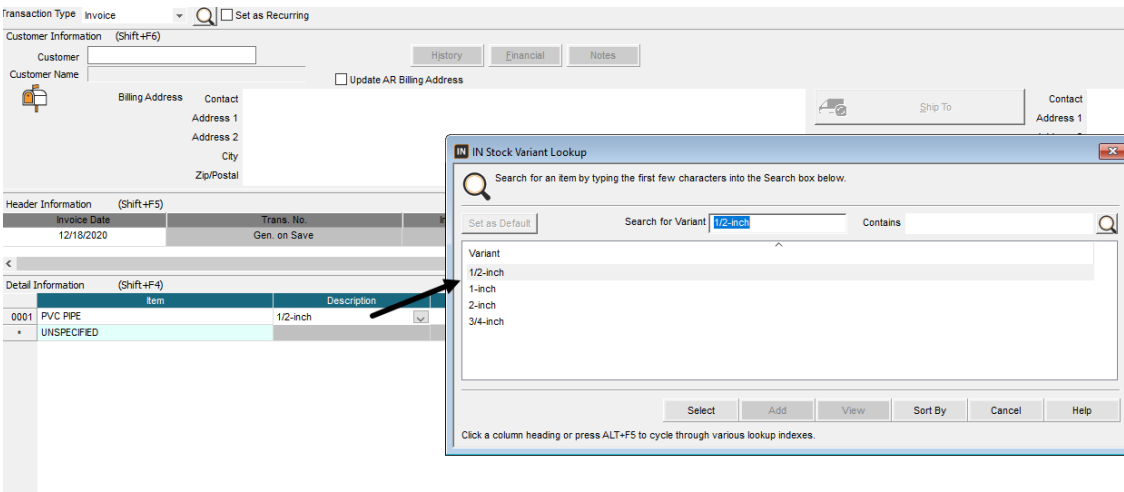 Transaction Type Invoice Set as Recurring
Customer Information (Shift+F6)
Customer History Financial Notes
Customer Name Update AR Billing Address
Billing Address Contact Ship To Contact
Address 1 Address 1
Address 2
City
Zip/Postal
IN IN Stock Variant Lookup
Search for an item by typing the first few characters into the Search box below.
Set as Default Search for Variant 1/2-inch Contains
Variant
1/2-inch
1-inch
2-inch
3/4-inch
Select Add View Sort By Cancel Help
Click a column heading or press ALT+F5 to cycle through various lookup indexes.
Header Information (Shift+F5)
Invoice Date Trans. No.
12/18/2020 Gen. on Save
Detail Information (Shift+F4)
Item Description
0001 PVC PIPE 1/2-inch
* UNSPECIFIED